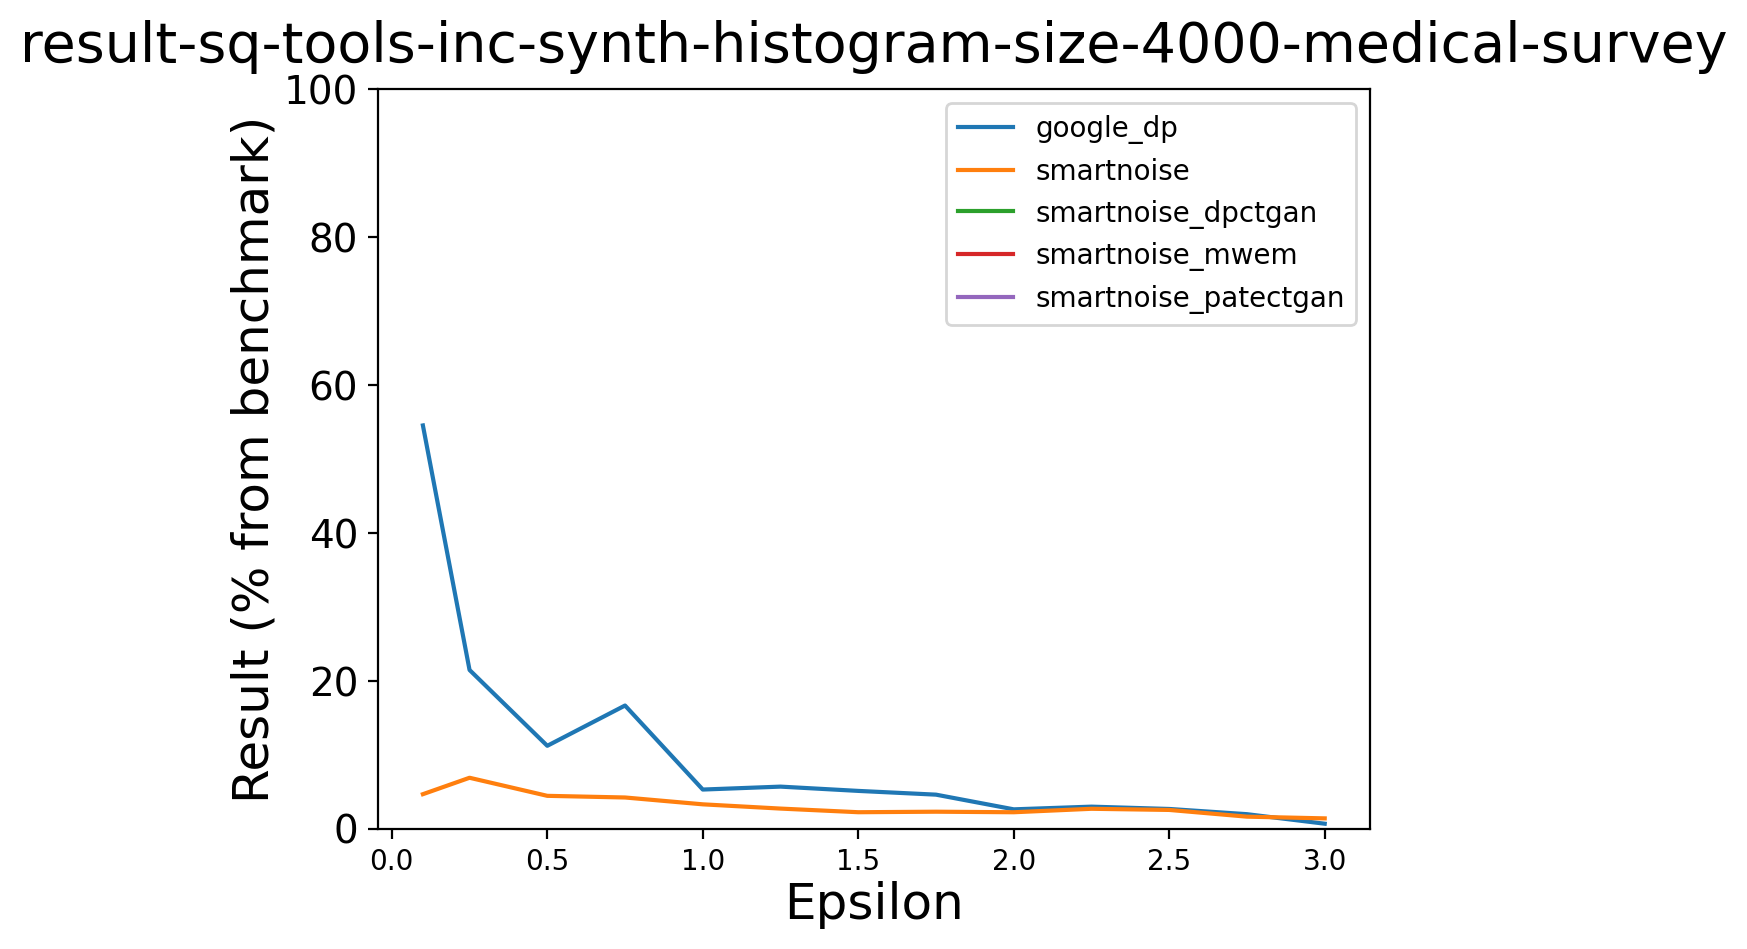 result-sq-tools-inc-synth-histogram-size-4000-medical-survey
100
80
60
40
20
0
Result (% from benchmark)
google_dp
smartnoise
smartnoise_dpctgan
smartnoise_mwem
smartnoise_patectgan
0.0 0.5 1.0 1.5 2.0 2.5 3.0
Epsilon